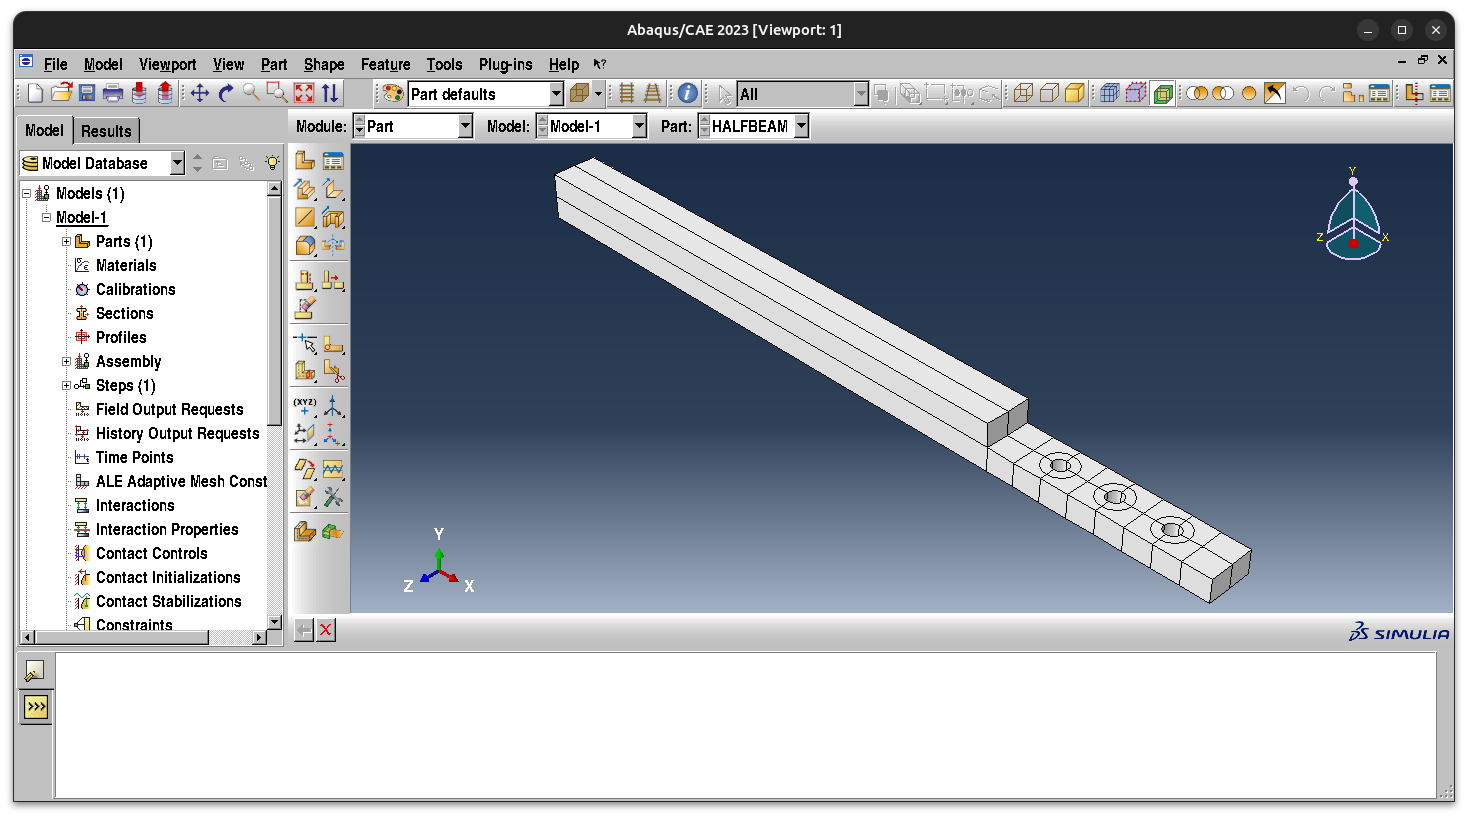 Abaqus/CAE 2023 [Viewport: 1]
File Model Viewport View Part Shape Feature Tools Plug-ins Help
Part defaults All
Model Results
Module: Part Model: Model-1 Part: HALFBEAM
Model Database
Models (1)
Model-1
Parts (1)
Materials
Calibrations
Sections
Profiles
Assembly
Steps (1)
Field Output Requests
History Output Requests
Time Points
ALE Adaptive Mesh Const
Interactions
Interaction Properties
Contact Controls
Contact Initializations
Contact Stabilizations
Constraints
(XYZ)
Y
Z X
Y
Z X
SIMULIA